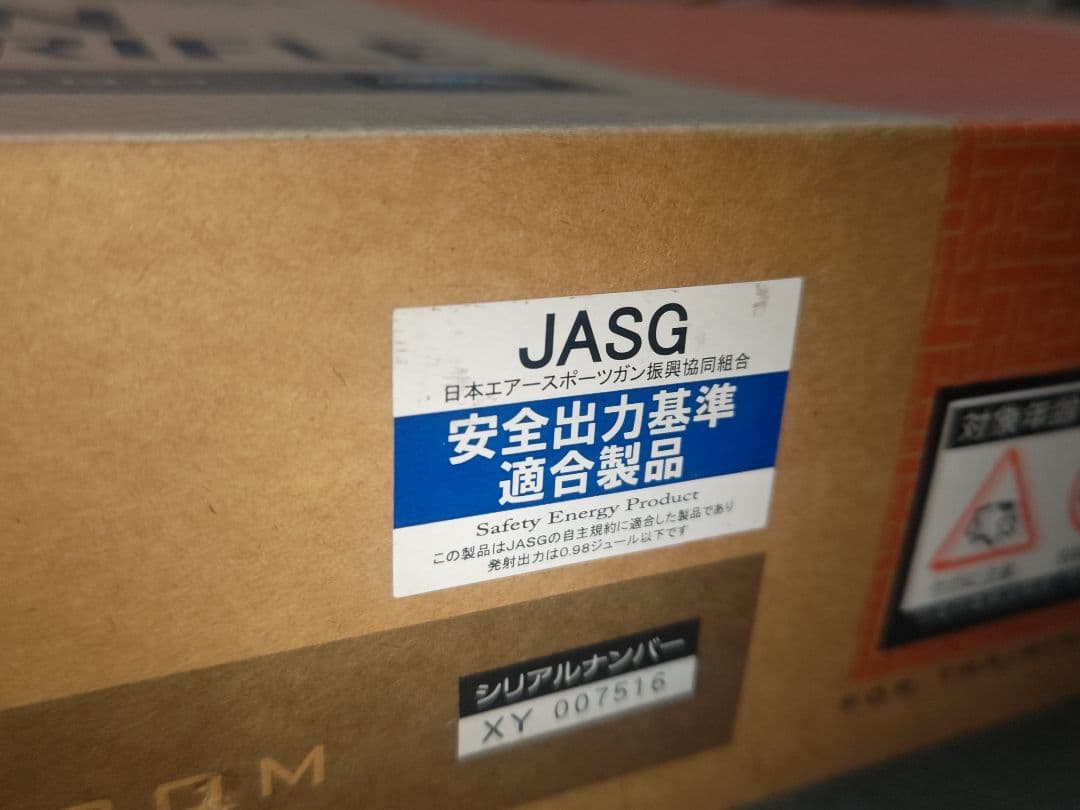 JASG
日本エアースポーツガン振興協同組合
安全出力基準
適合製品
Safety Energy Product
この製品はJASGの自主規約に適合した製品であり
発射出力は0.98ジュール以下です
対象年齢
シリアルナンバー
XY 007516